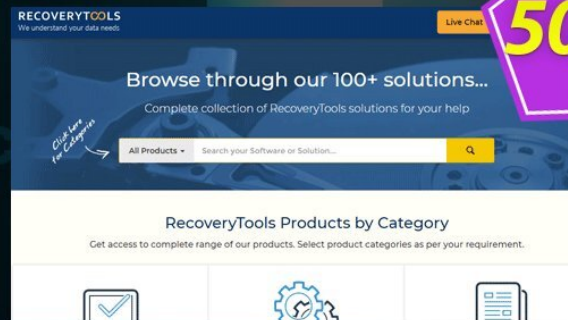 RECOVERYTOOLS
We understand your data needs
Live Chat
50
Browse through our 100+ solutions...
Complete collection of RecoveryTools solutions for your help
Click here
for Categories
All Products
Search your Software or Solution...
RecoveryTools Products by Category
Get access to complete range of our products. Select product categories as per your requirement.